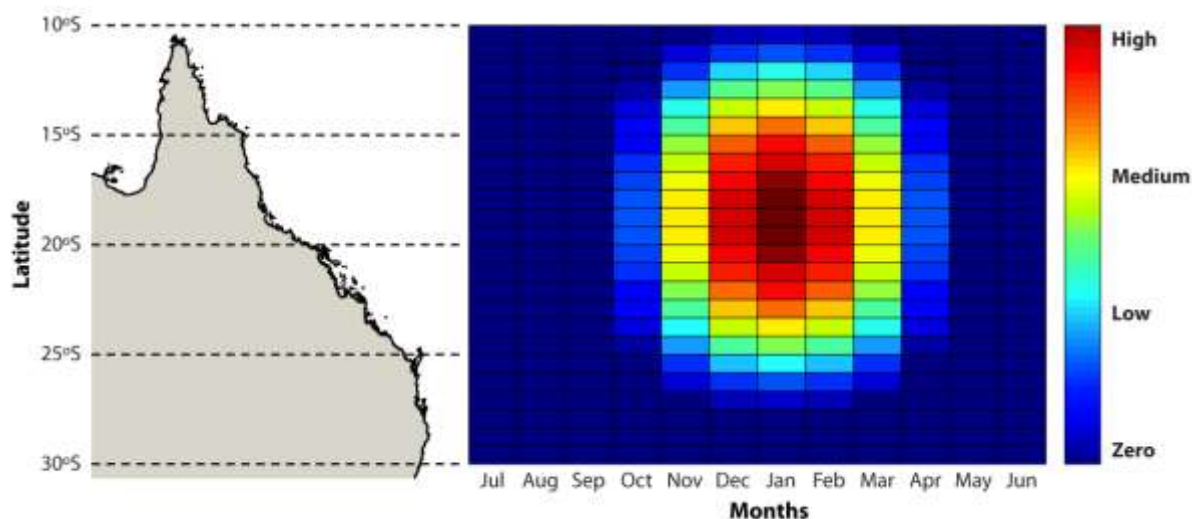 10ºS
15ºS
20ºS
25ºS
30ºS
Latitude
Jul Aug Sep Oct Nov Dec Jan Feb Mar Apr May Jun
Months
High
Medium
Low
Zero